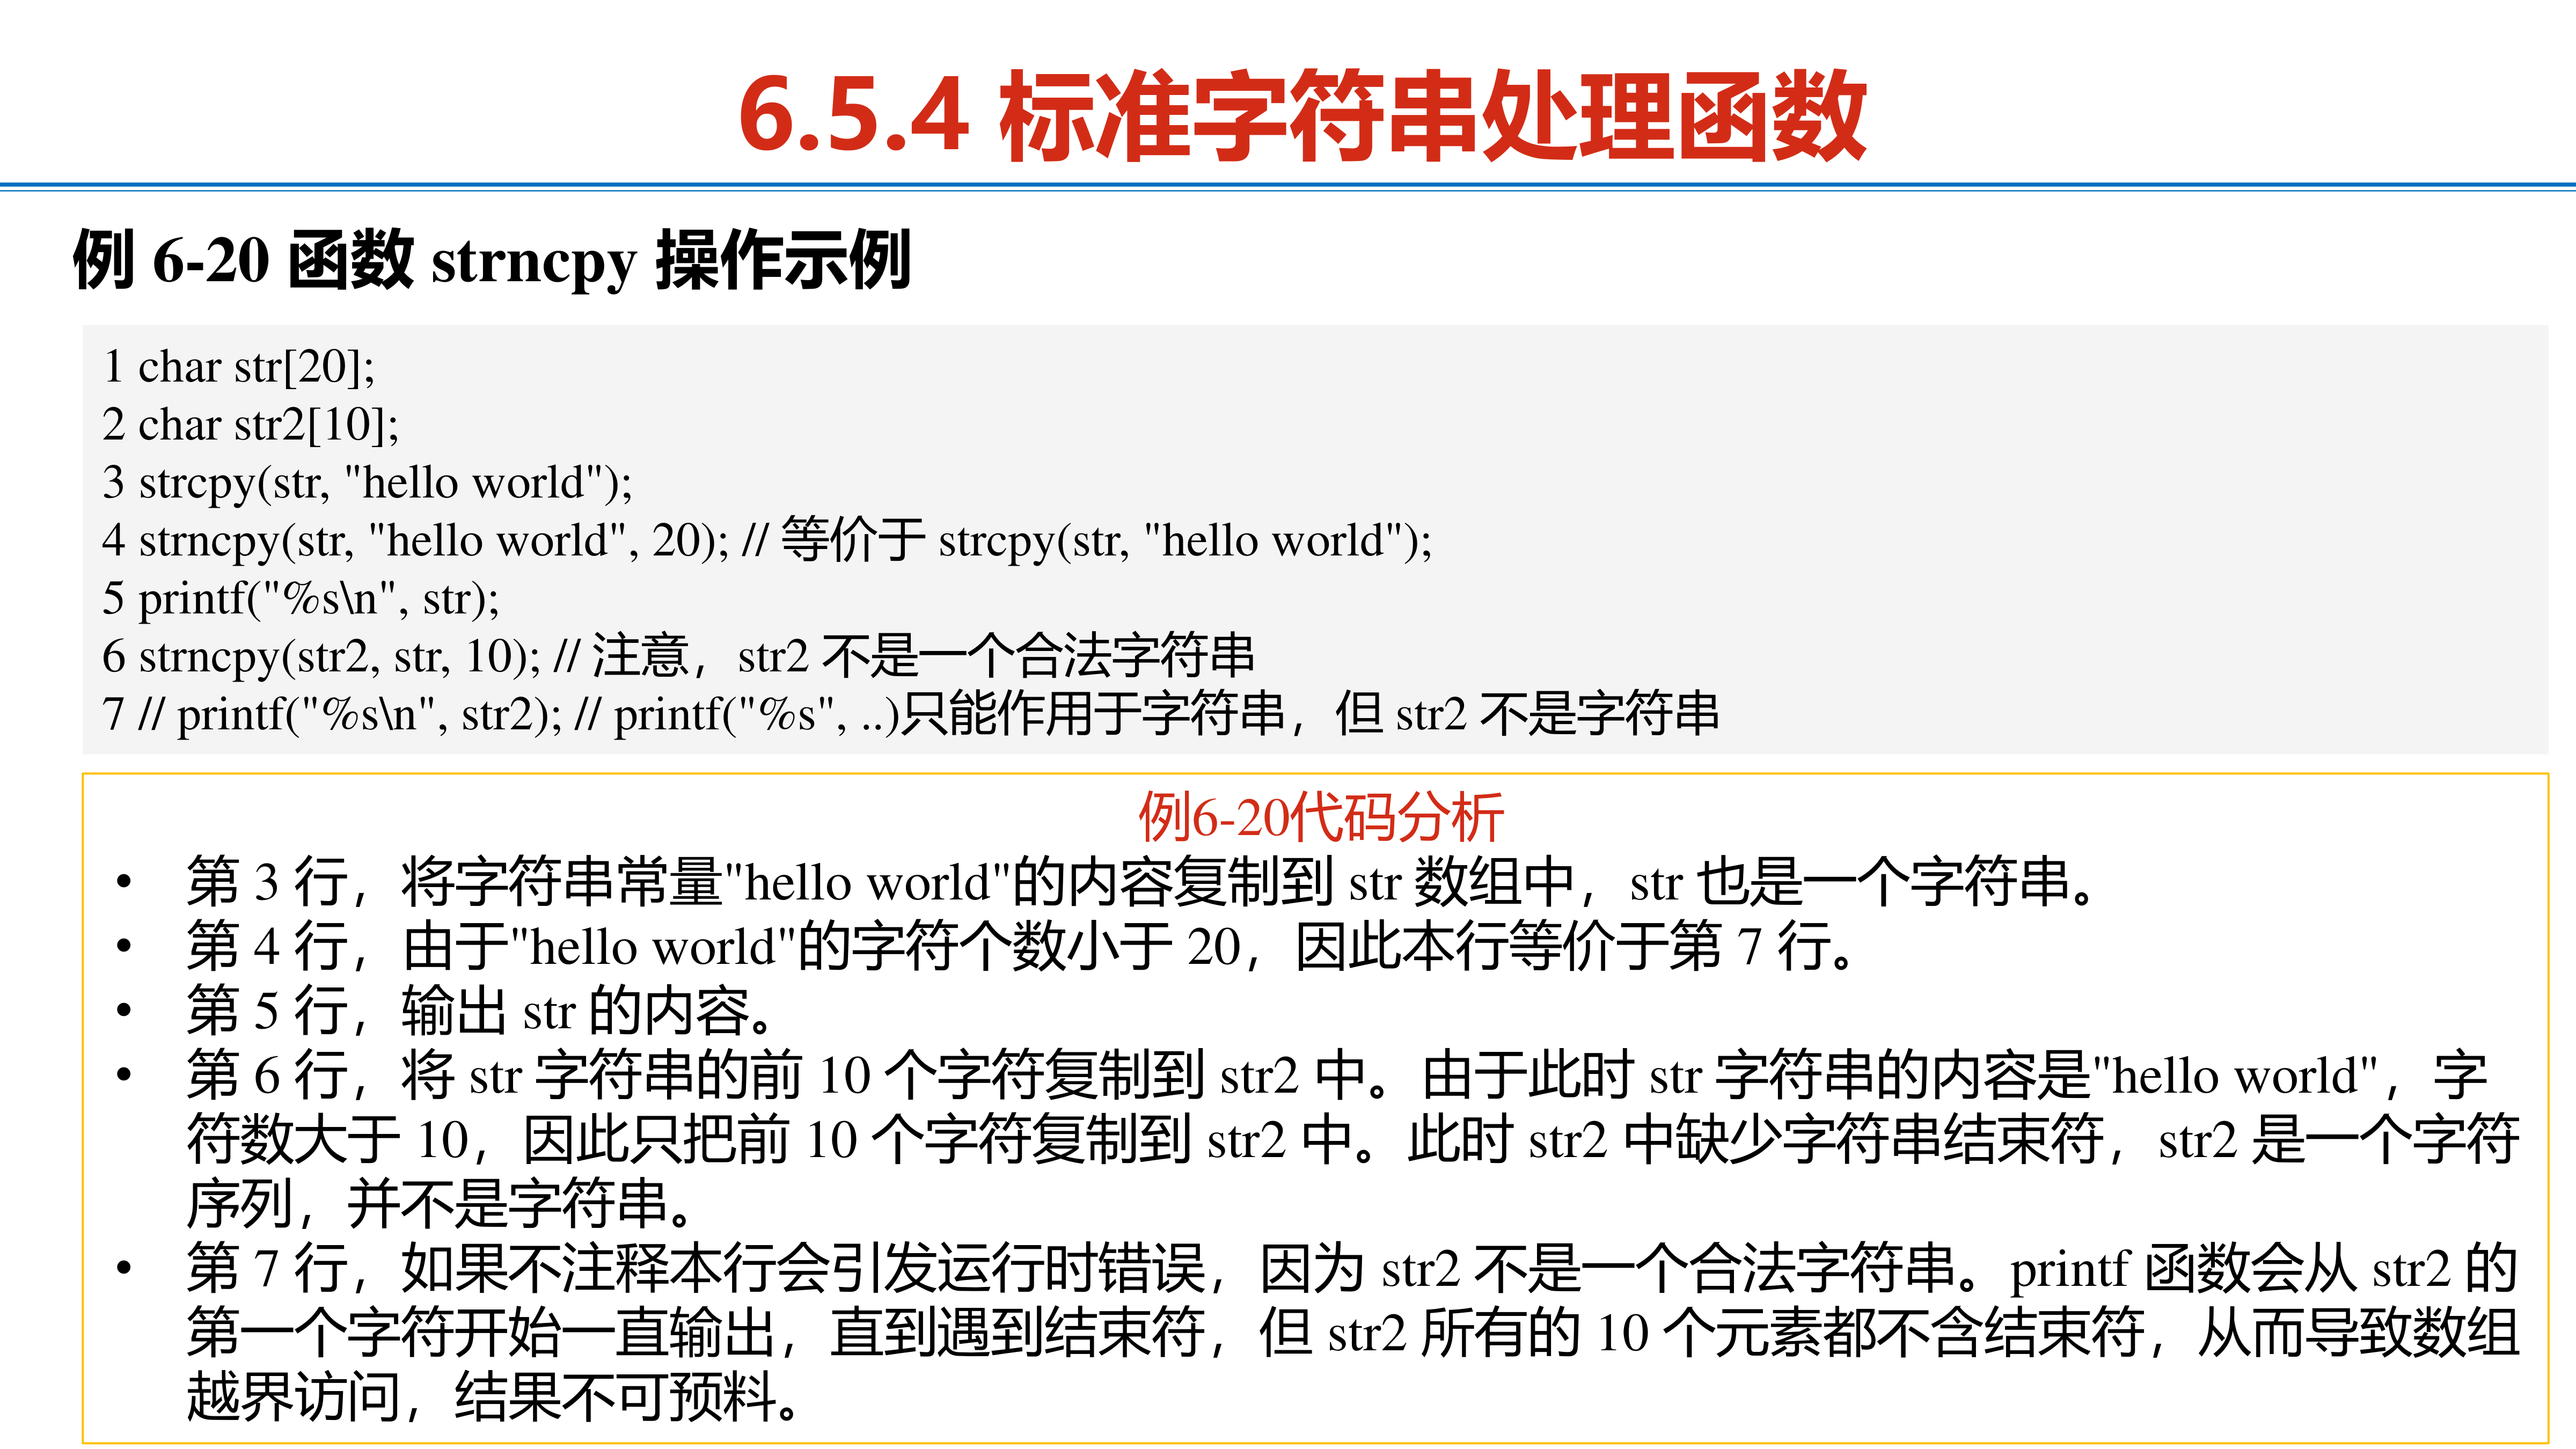 6.5.4 标准字符串处理函数
例 6-20 函数 strncpy 操作示例
1 char str[20];
2 char str2[10];
3 strcpy(str, "hello world");
4 strncpy(str, "hello world", 20); // 等价于 strcpy(str, "hello world");
5 printf("%s\n", str);
6 strncpy(str2, str, 10); // 注意，str2 不是一个合法字符串
7 // printf("%s\n", str2); // printf("%s", ..)只能作用于字符串，但 str2 不是字符串
例6-20代码分析
• 第 3 行，将字符串常量"hello world"的内容复制到 str 数组中，str 也是一个字符串。
• 第 4 行，由于"hello world"的字符个数小于 20，因此本行等价于第 7 行。
• 第 5 行，输出 str 的内容。
• 第 6 行，将 str 字符串的前 10 个字符复制到 str2 中。由于此时 str 字符串的内容是"hello world"，字
符数大于 10，因此只把前 10 个字符复制到 str2 中。此时 str2 中缺少字符串结束符，str2 是一个字符
序列，并不是字符串。
• 第 7 行，如果不注释本行会引发运行时错误，因为 str2 不是一个合法字符串。printf 函数会从 str2 的
第一个字符开始一直输出，直到遇到结束符，但 str2 所有的 10 个元素都不含结束符，从而导致数组
越界访问，结果不可预料。